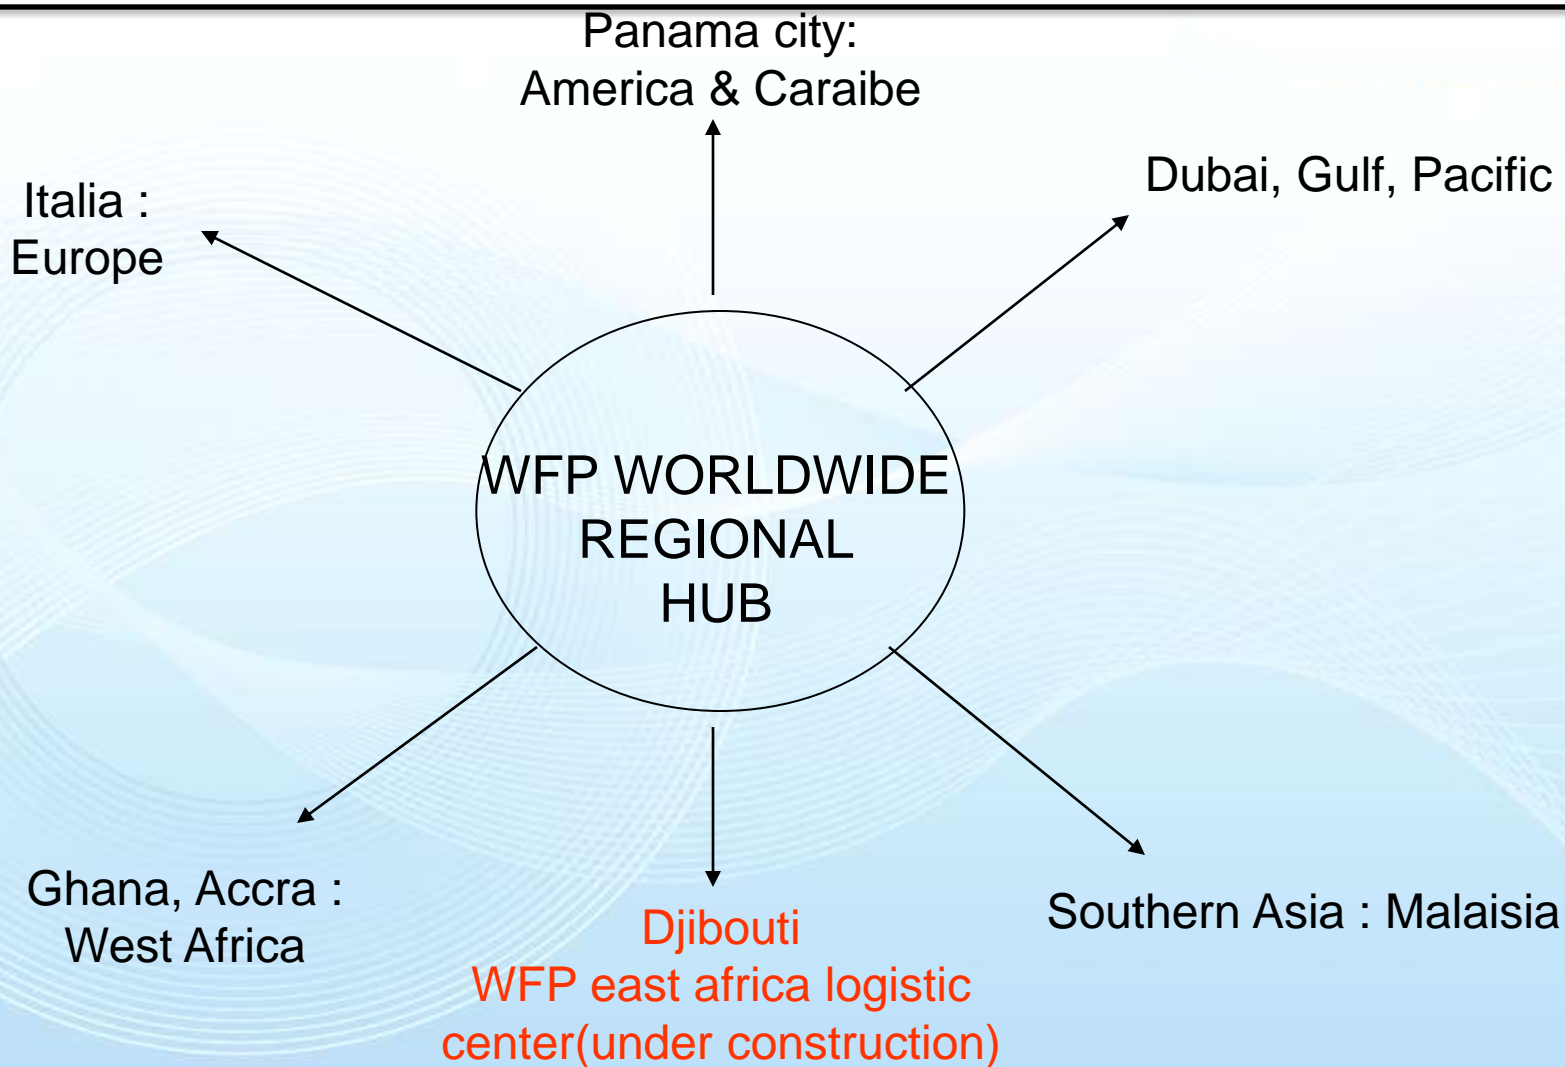 Panama city:
America & Caraibe
Italia :
Europe
Dubai, Gulf, Pacific
WFP WORLDWIDE
REGIONAL
HUB
Ghana, Accra :
West Africa
Djibouti
WFP east africa logistic
center(under construction)
Southern Asia : Malaisia